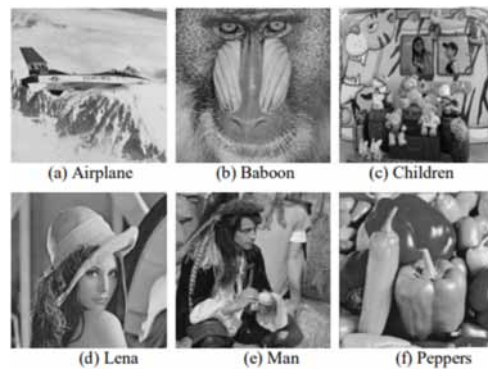 (a) Airplane
(b) Baboon
(c) Children
(d) Lena
(e) Man
(f) Peppers